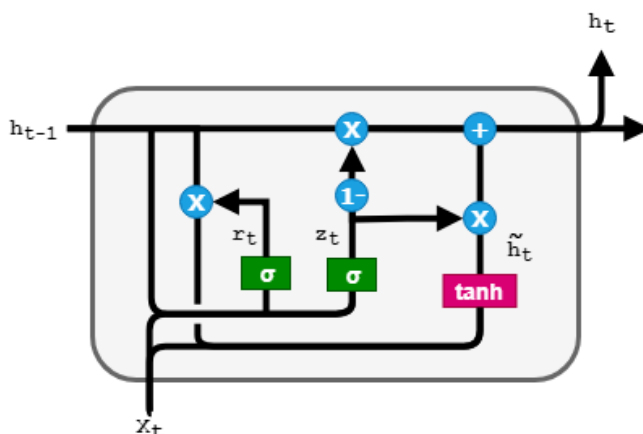 hₜ
hₜ₋₁
x
+
1-
x
x
rₜ
zₜ
h̃ₜ
σ
σ
tanh
Xₜ